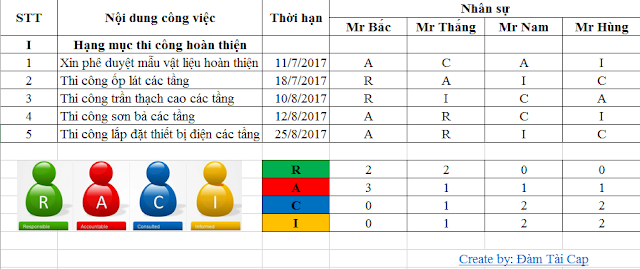 STT Nội dung công việc Thời hạn Nhân sự
Mr Bắc Mr Thắng Mr Nam Mr Hùng
I Hạng mục thi công hoàn thiện
1 Xin phê duyệt mẫu vật liệu hoàn thiện 11/7/2017 A C A I
2 Thi công ốp lát các tầng 18/7/2017 R A I C
3 Thi công trần thạch cao các tầng 10/8/2017 R I C A
4 Thi công sơn bả các tầng 12/8/2017 A R C I
5 Thi công lắp đặt thiết bị điện các tầng 25/8/2017 A R I C
R A C I
Responsible Accountable Consulted Informed
R 2 2 0 0
A 3 1 1 1
C 0 1 2 2
I 0 1 2 2
Create by: Đàm Tài Cap